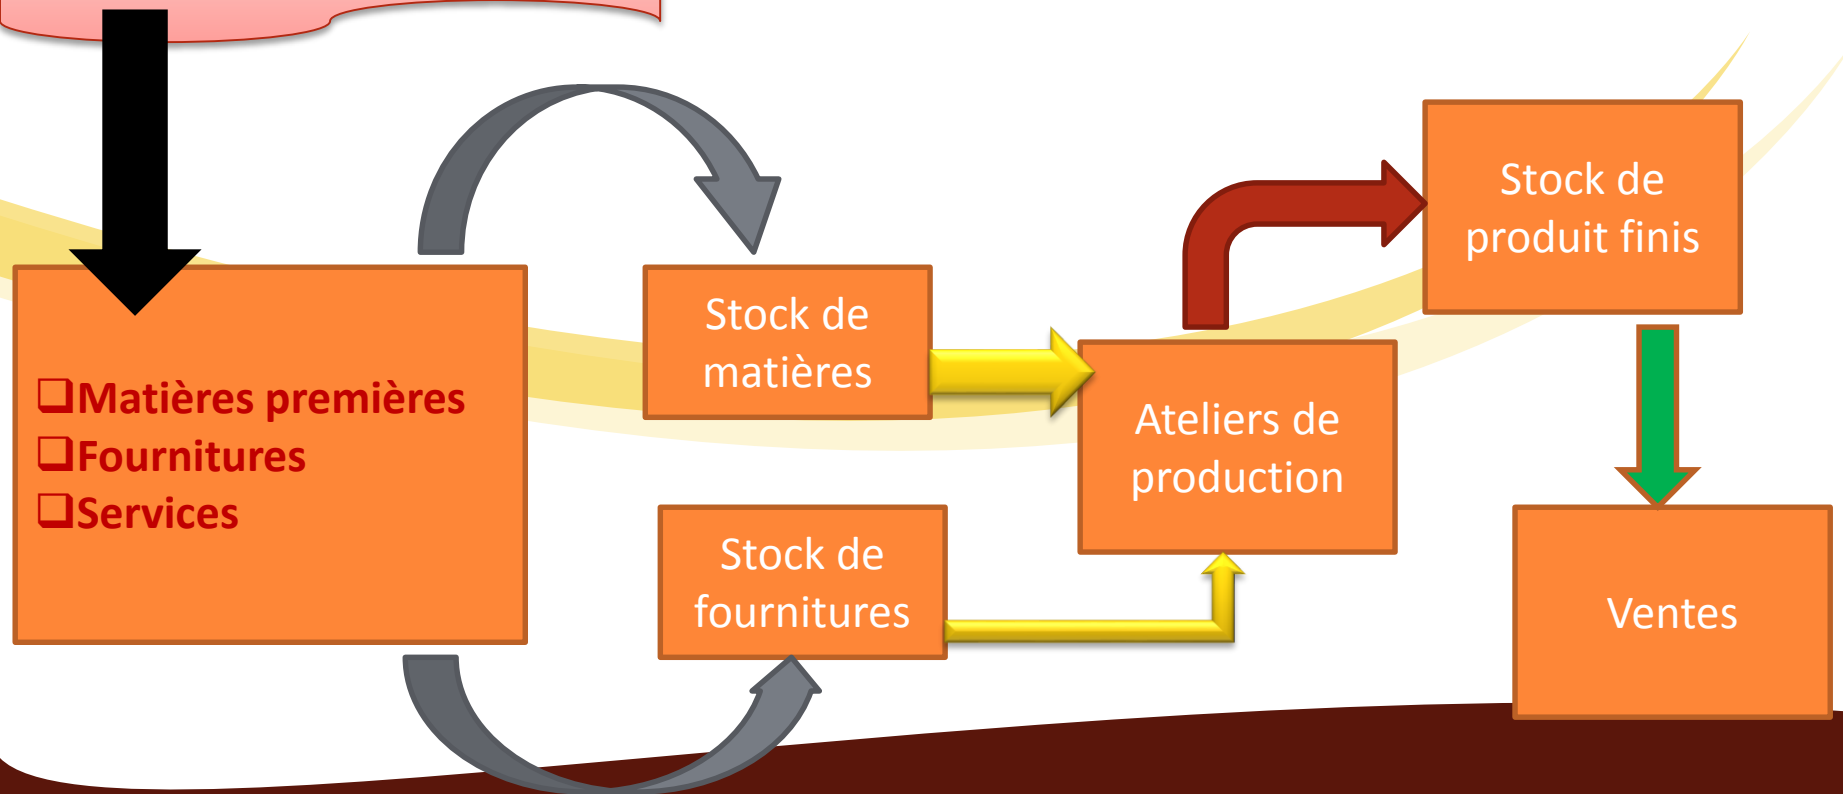 ❑Matières premières
❑Fournitures
❑Services
Stock de
matières
Stock de
fournitures
Ateliers de
production
Stock de
produit finis
Ventes